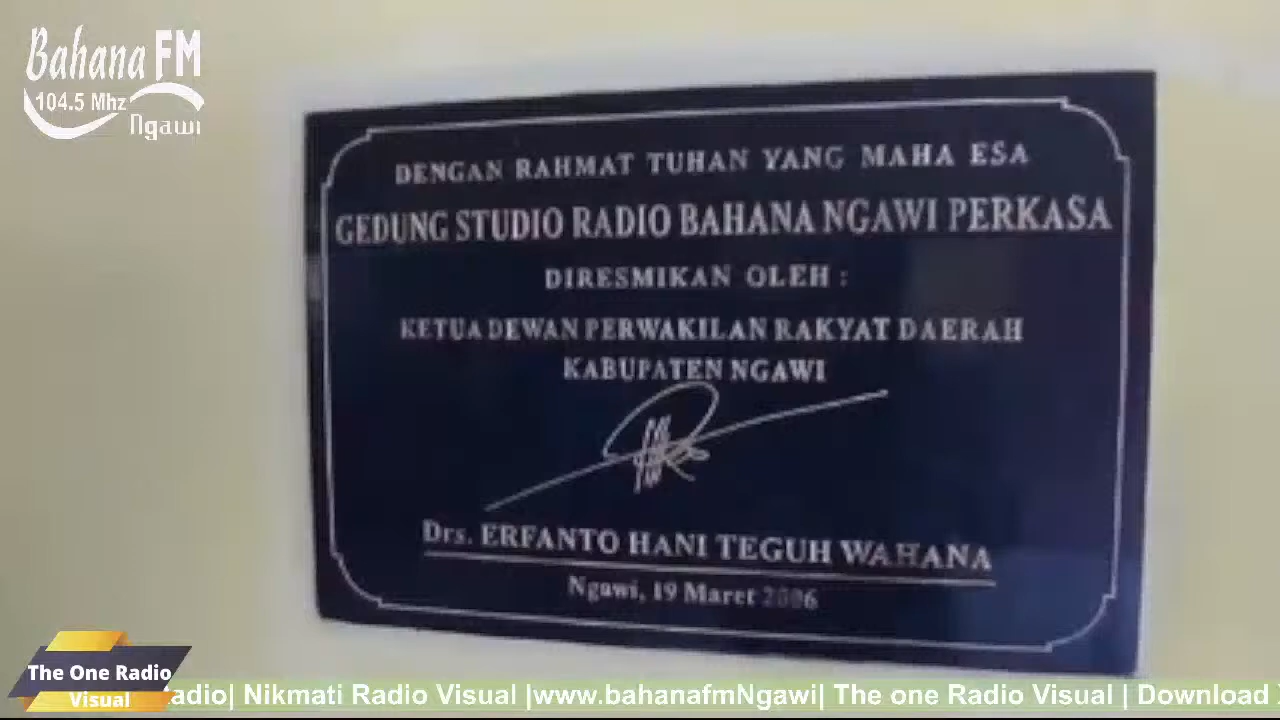 Bahana FM
104.5 Mhz
Ngawi
DENGAN RAHMAT TUHAN YANG MAHA ESA
GEDUNG STUDIO RADIO BAHANA NGAWI PERKASA
DIRESMIKAN OLEH :
KETUA DEWAN PERWAKILAN RAKYAT DAERAH
KABUPATEN NGAWI
Drs. ERFANTO HANI TEGUH WAHANA
Ngawi, 19 Maret 2006
The One Radio
Visual
adio| Nikmati Radio Visual |www.bahanafmNgawi| The one Radio Visual | Download